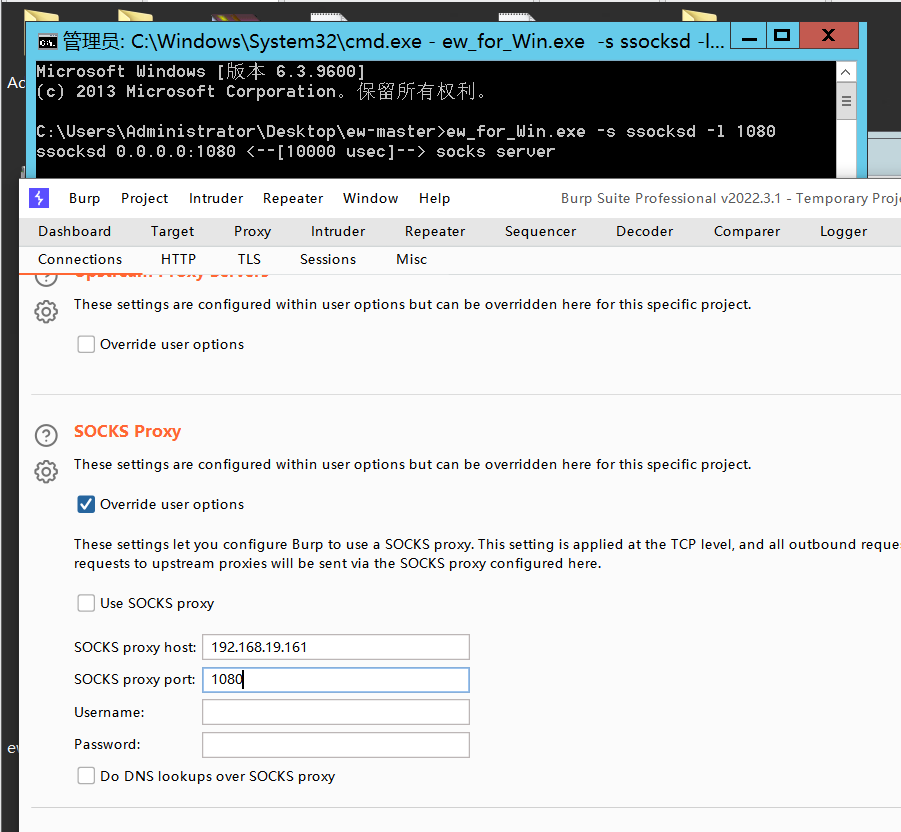 Ac
管理员: C:\Windows\System32\cmd.exe - ew_for_Win.exe  -s ssocksd -l...
Microsoft Windows [版本 6.3.9600]
(c) 2013 Microsoft Corporation。保留所有权利。
C:\Users\Administrator\Desktop\ew-master>ew_for_Win.exe -s ssocksd -l 1080
ssocksd 0.0.0.0:1080 <--[10000 usec]--> socks server
Burp Project Intruder Repeater Window Help Burp Suite Professional v2022.3.1 - Temporary Proje
Dashboard Target Proxy Intruder Repeater Sequencer Decoder Comparer Logger
Connections HTTP TLS Sessions Misc
Upstream Proxy Servers
These settings are configured within user options but can be overridden here for this specific project.
Override user options
SOCKS Proxy
These settings are configured within user options but can be overridden here for this specific project.
Override user options
These settings let you configure Burp to use a SOCKS proxy. This setting is applied at the TCP level, and all outbound reque
requests to upstream proxies will be sent via the SOCKS proxy configured here.
Use SOCKS proxy
SOCKS proxy host: 192.168.19.161
SOCKS proxy port: 1080
Username:
Password:
ew
Do DNS lookups over SOCKS proxy